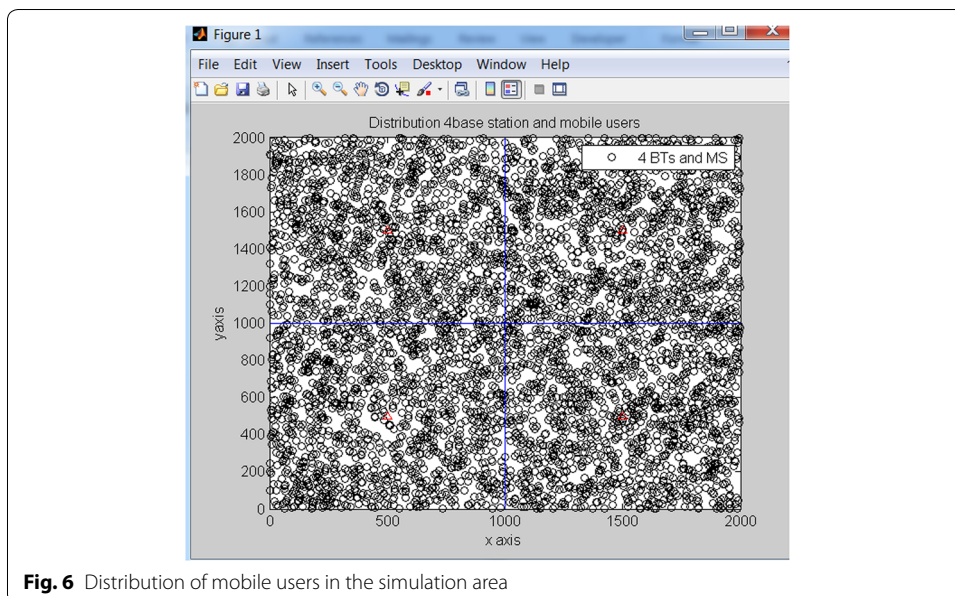 Figure 1
File Edit View Insert Tools Desktop Window Help
Distribution 4base station and mobile users
4 BTs and MS
2000
1800
1600
1400
1200
1000
800
600
400
200
0
yaxis
0 500 1000 1500 2000
x axis
Fig. 6 Distribution of mobile users in the simulation area